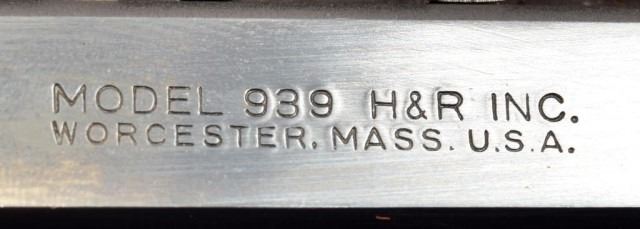 MODEL 939 H&R INC.
WORCESTER. MASS. U.S.A.